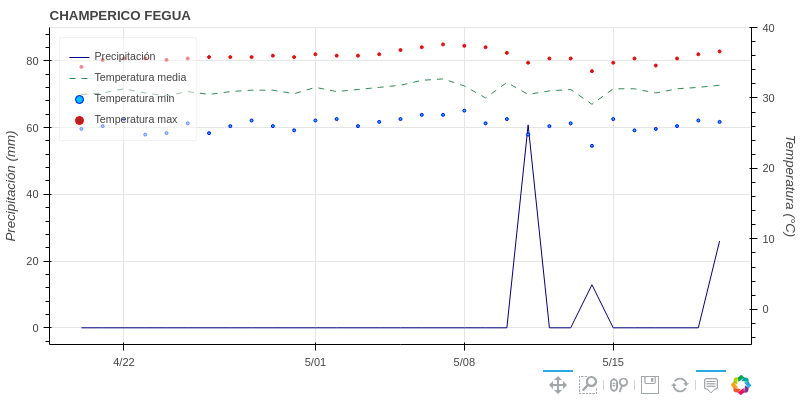 CHAMPERICO FEGUA
Precipitación
Temperatura media
Temperatura min
Temperatura max
Precipitación (mm)
80
60
40
20
0
Temperatura (°C)
40
30
20
10
0
4/22
5/01
5/08
5/15